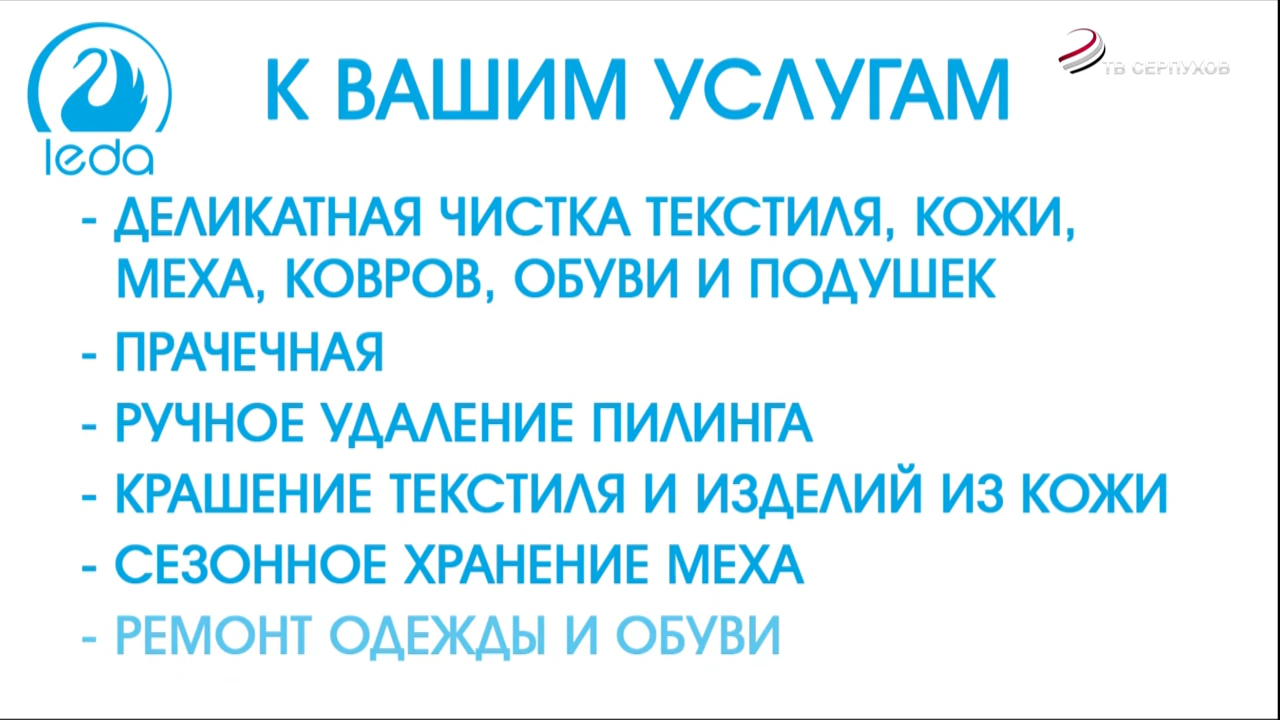 leda
К ВАШИМ УСЛУГАМ
ТВ СЕРПУХОВ
- ДЕЛИКАТНАЯ ЧИСТКА ТЕКСТИЛЯ, КОЖИ,
МЕХА, КОВРОВ, ОБУВИ И ПОДУШЕК
- ПРАЧЕЧНАЯ
- РУЧНОЕ УДАЛЕНИЕ ПИЛИНГА
- КРАШЕНИЕ ТЕКСТИЛЯ И ИЗДЕЛИЙ ИЗ КОЖИ
- СЕЗОННОЕ ХРАНЕНИЕ МЕХА
- РЕМОНТ ОДЕЖДЫ И ОБУВИ